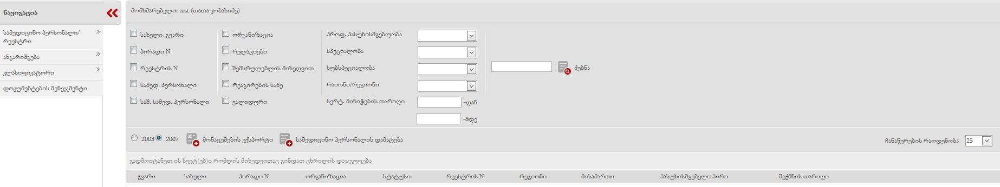 ნავიგაცია
სამედიცინო პერსონალი/
რეესტრი
ანგარიშგება
კლასიფიკატორი
დოკუმენტების მენეჯმენტი
მომხმარებელი: test (თათა კობახიძე)
სახელი, გვარი
ორგანიზაცია
პროფ. პასუხისმგებლობა
პირადი N
რელაციები
სპეციალობა
რეესტრის N
შემსრულებლის მიხედვით
სუბსპეციალობა
ძებნა
სამედ. პერსონალი
რეაგირების სახე
რაიონი/რეგიონი
საშ. სამედ. პერსონალი
ვალიდური
სერტ. მინიჭების თარიღი
-დან
-მდე
2003 2007 მონაცემების ექსპორტი სამედიცინო პერსონალის დამატება ჩანაწერების რაოდენობა 25
გადმოიტანეთ ის სვეტ(ებ)ი რომლის მიხედვითაც გინდათ ცხრილის დაჯგუფება
გვარი სახელი პირადი N ორგანიზაცია სტატუსი რეესტრის N რეგიონი მისამართი პასუხისმგებელი პირი შექმნის თარიღი